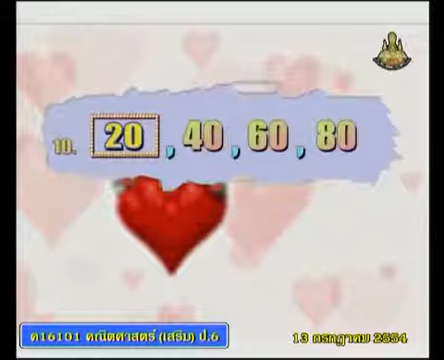 10. 20 , 40 , 60 , 80
ค16101 คณิตศาสตร์ (เสริม) ป.6
13 กรกฎาคม 2554